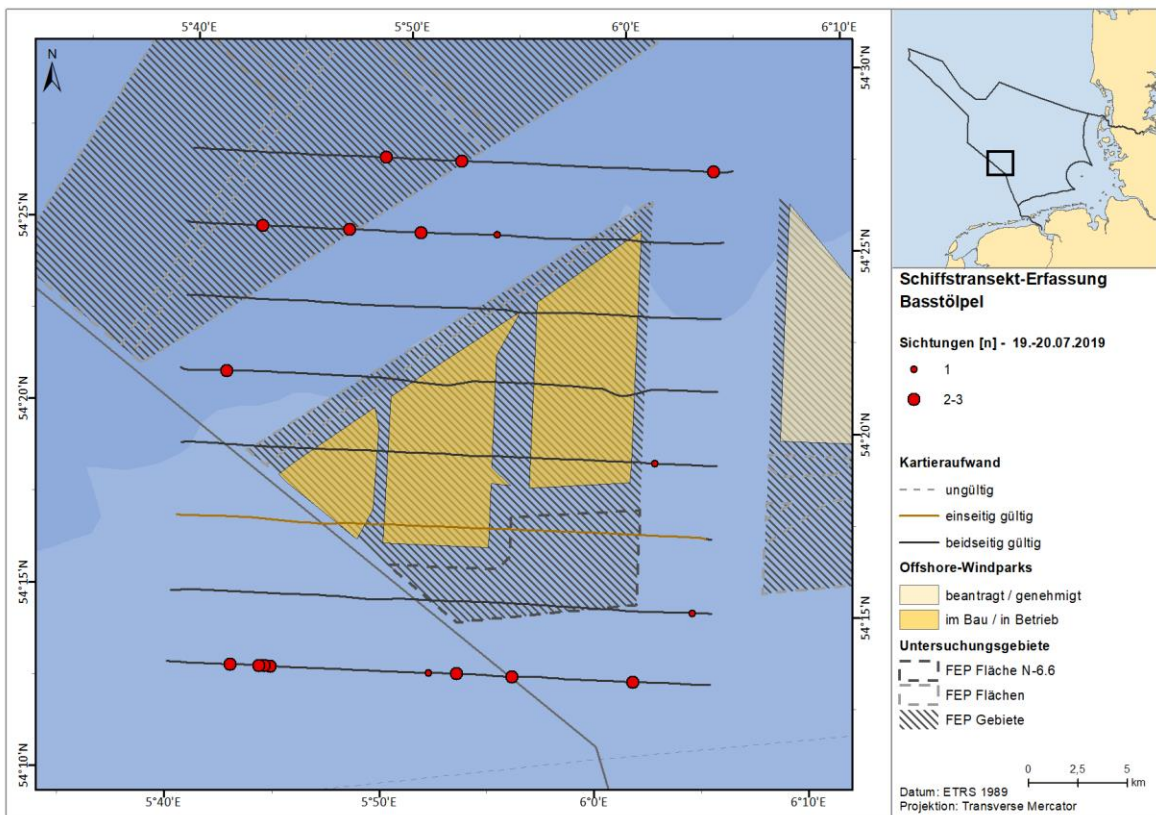 5°40'E 5°50'E 6°0'E 6°10'E
N
54°30'N
54°25'N
54°25'N
54°20'N
54°20'N
54°15'N
54°15'N
54°10'N
5°40'E 5°50'E 6°0'E 6°10'E
Schiffstransekt-Erfassung
Basstölpel
Sichtungen [n] - 19.-20.07.2019
1
2-3
Kartieraufwand
ungültig
einseitig gültig
beidseitig gültig
Offshore-Windparks
beantragt / genehmigt
im Bau / in Betrieb
Untersuchungsgebiete
FEP Fläche N-6.6
FEP Flächen
FEP Gebiete
0 2,5 5
km
Datum: ETRS 1989
Projektion: Transverse Mercator